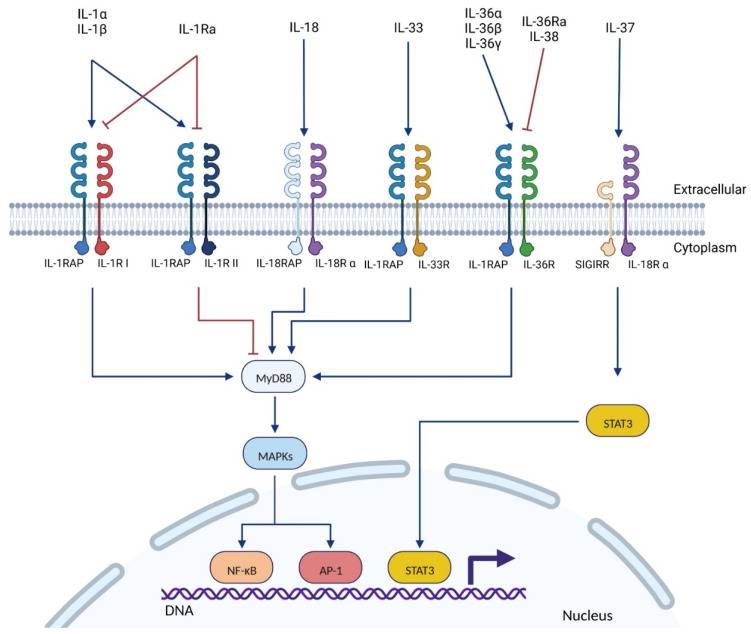 IL-1α
IL-1β
IL-1Ra
IL-18
IL-33
IL-36α
IL-36β
IL-36γ
IL-36Ra
IL-38
IL-37
Extracellular
Cytoplasm
IL-1RAP
IL-1R I
IL-1RAP
IL-1R II
IL-18RAP
IL-18R α
IL-1RAP
IL-33R
IL-1RAP
IL-36R
SIGIRR
IL-18R α
MyD88
STAT3
MAPKs
NF-κB
AP-1
STAT3
DNA
Nucleus